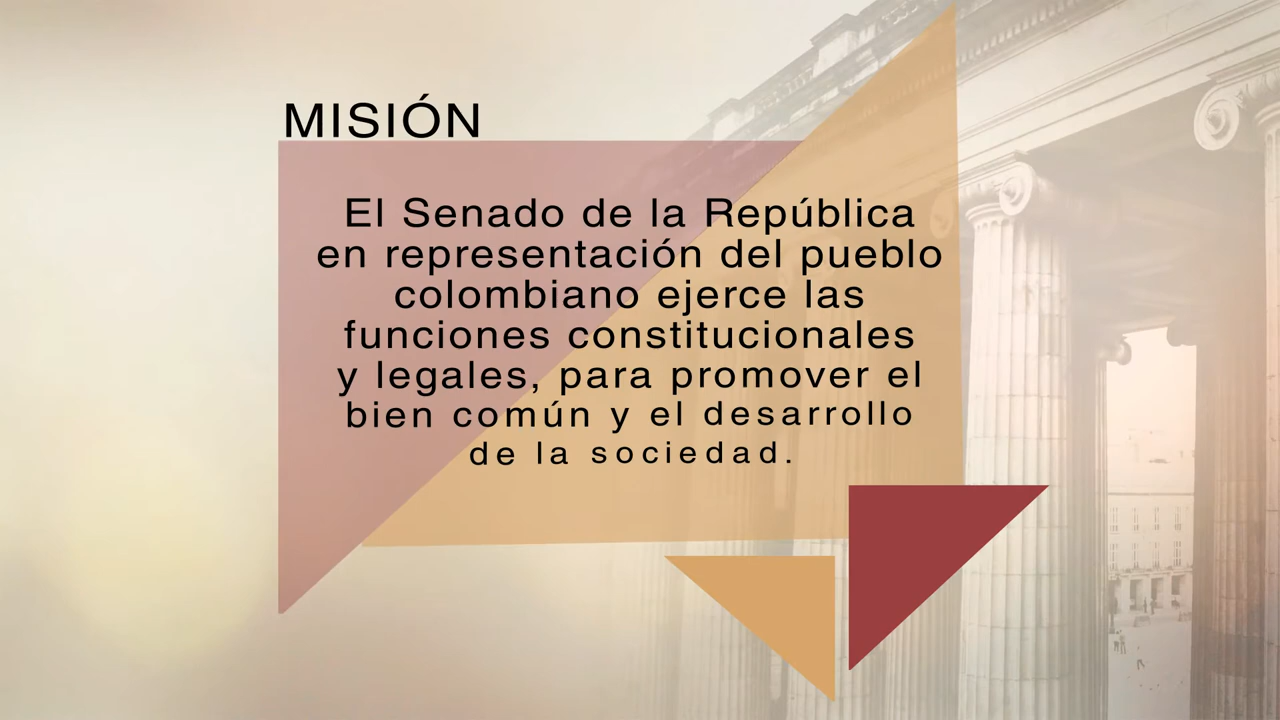 MISIÓN
El Senado de la República
en representación del pueblo
colombiano ejerce las
funciones constitucionales
y legales, para promover el
bien común y el desarrollo
de la sociedad.